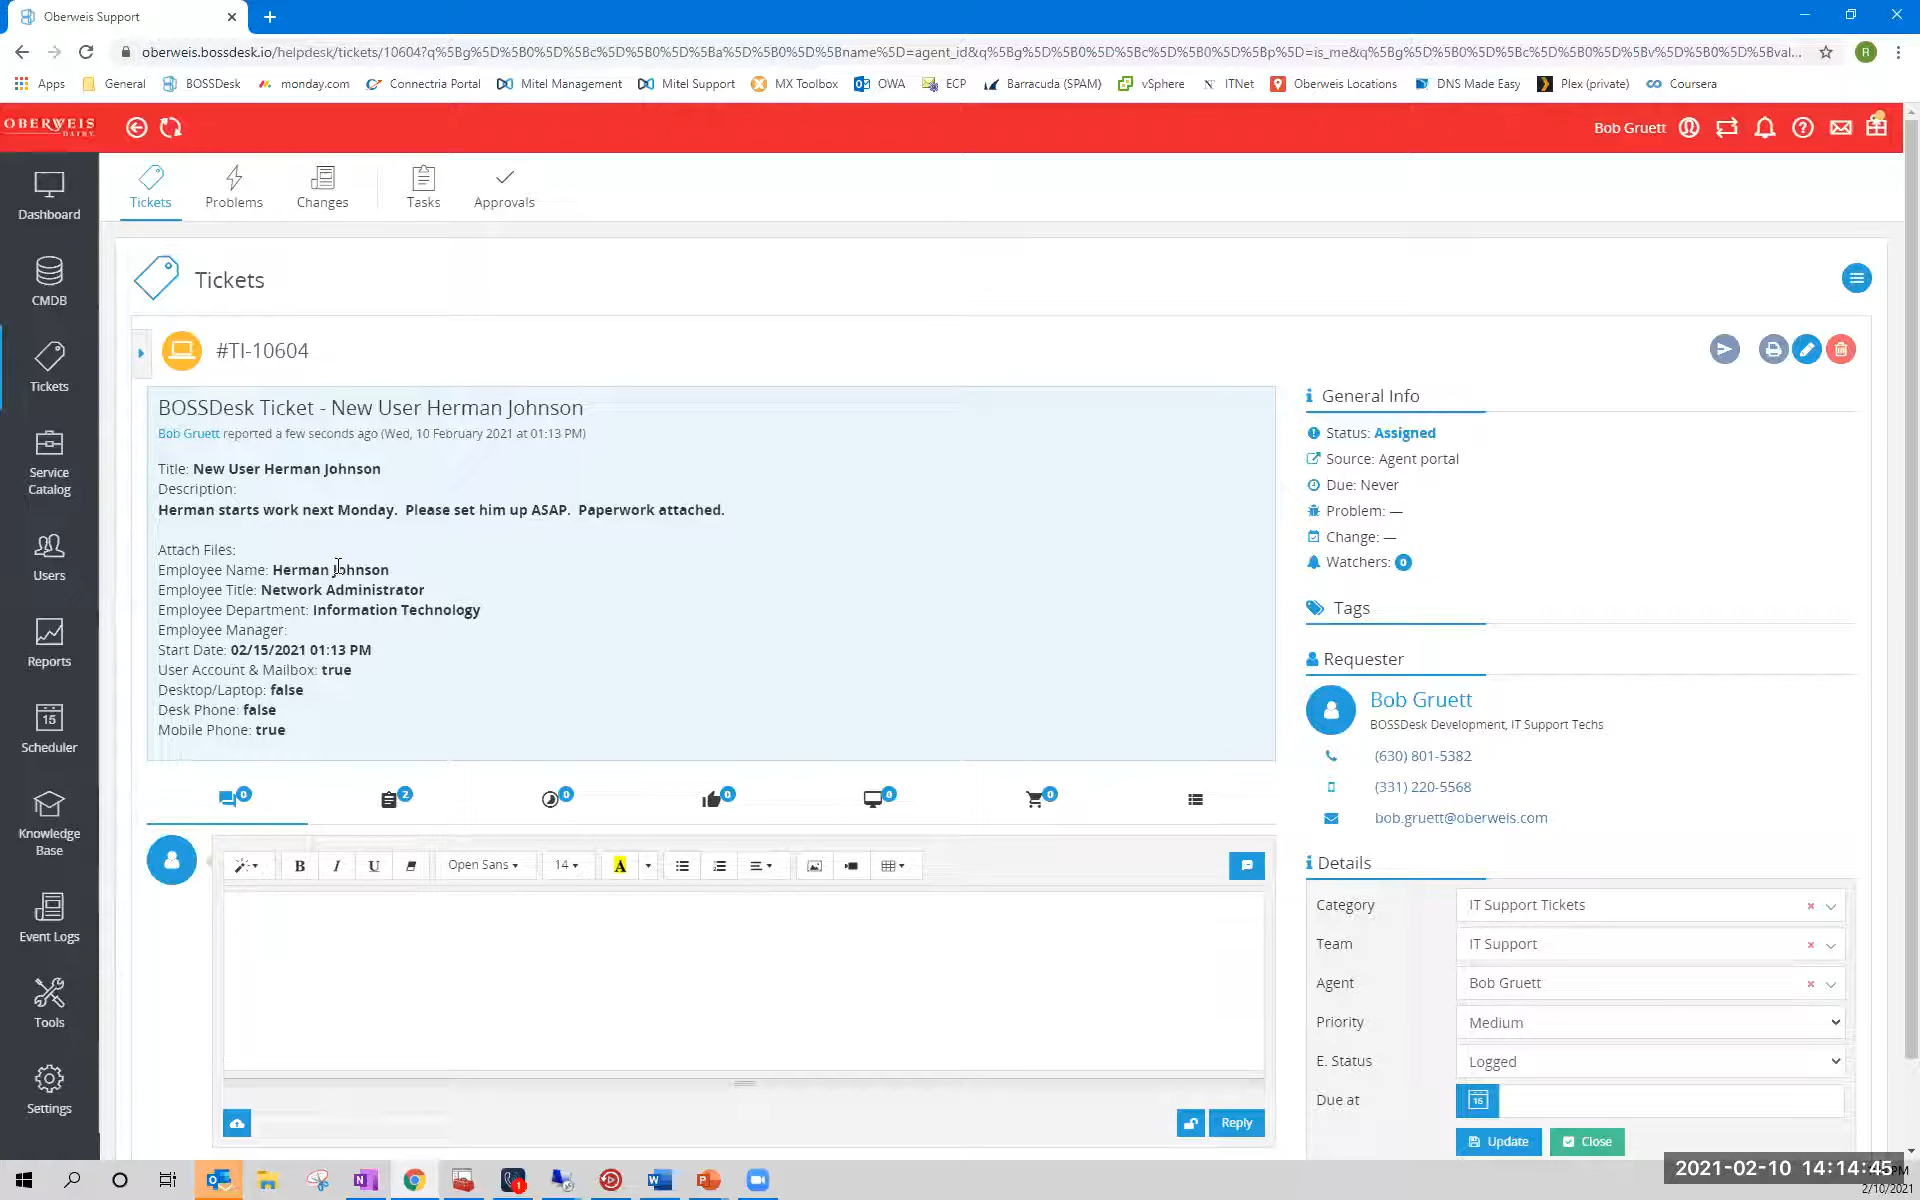 Oberweis Support
oberweis.bossdesk.io/helpdesk/tickets/10604?q%5Bg%5D%5B0%5D%5Bc%5D%5B0%5D%5Ba%5D%5B0%5D%5Bname%5D=agent_id&q%5Bg%5D%5B0%5D%5Bc%5D%5B0%5D%5Bp%5D=is_me&q%5Bg%5D%5B0%5D%5Bc%5D%5B0%5D%5Bv%5D%5B0%5D%5Bval...
R
Apps General BOSSDesk monday.com Connectria Portal Mitel Management Mitel Support MX Toolbox OWA ECP Barracuda (SPAM) vSphere ITNet Oberweis Locations DNS Made Easy Plex (private) Coursera
OBERWEIS
DAIRY
Bob Gruett
Dashboard
CMDB
Tickets
Service
Catalog
Users
Reports
15
Scheduler
Knowledge
Base
Event Logs
Tools
Settings
Tickets Problems Changes Tasks Approvals
Tickets
#TI-10604
BOSSDesk Ticket - New User Herman Johnson
Bob Gruett reported a few seconds ago (Wed, 10 February 2021 at 01:13 PM)
Title: New User Herman Johnson
Description:
Herman starts work next Monday. Please set him up ASAP. Paperwork attached.
Attach Files:
Employee Name: Herman Johnson
Employee Title: Network Administrator
Employee Department: Information Technology
Employee Manager:
Start Date: 02/15/2021 01:13 PM
User Account & Mailbox: true
Desktop/Laptop: false
Desk Phone: false
Mobile Phone: true
0 2 0 0 0 0
B I U Open Sans 14 A
Reply
General Info
Status: Assigned
Source: Agent portal
Due: Never
Problem: —
Change: —
Watchers: 0
Tags
Requester
Bob Gruett
BOSSDesk Development, IT Support Techs
(630) 801-5382
(331) 220-5568
bob.gruett@oberweis.com
Details
Category IT Support Tickets
Team IT Support
Agent Bob Gruett
Priority Medium
E. Status Logged
Due at 15
Update Close
1
2021-02-10 14:14:45
2/10/2021